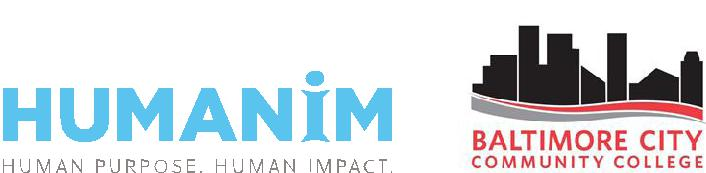 HUMANiM
HUMAN PURPOSE. HUMAN IMPACT.
BALTIMORE CITY
COMMUNITY COLLEGE